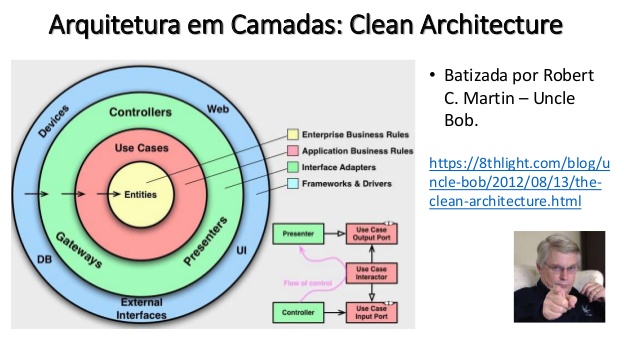 Arquitetura em Camadas: Clean Architecture
Devices
Controllers
Web
Use Cases
Entities
Gateways
Presenters
DB
UI
External
Interfaces
Enterprise Business Rules
Application Business Rules
Interface Adapters
Frameworks & Drivers
Presenter
Use Case
Output Port
Use Case
Interactor
Flow of control
Controller
Use Case
Input Port
• Batizada por Robert
C. Martin – Uncle
Bob.
https://8thlight.com/blog/u
ncle-bob/2012/08/13/the-
clean-architecture.html